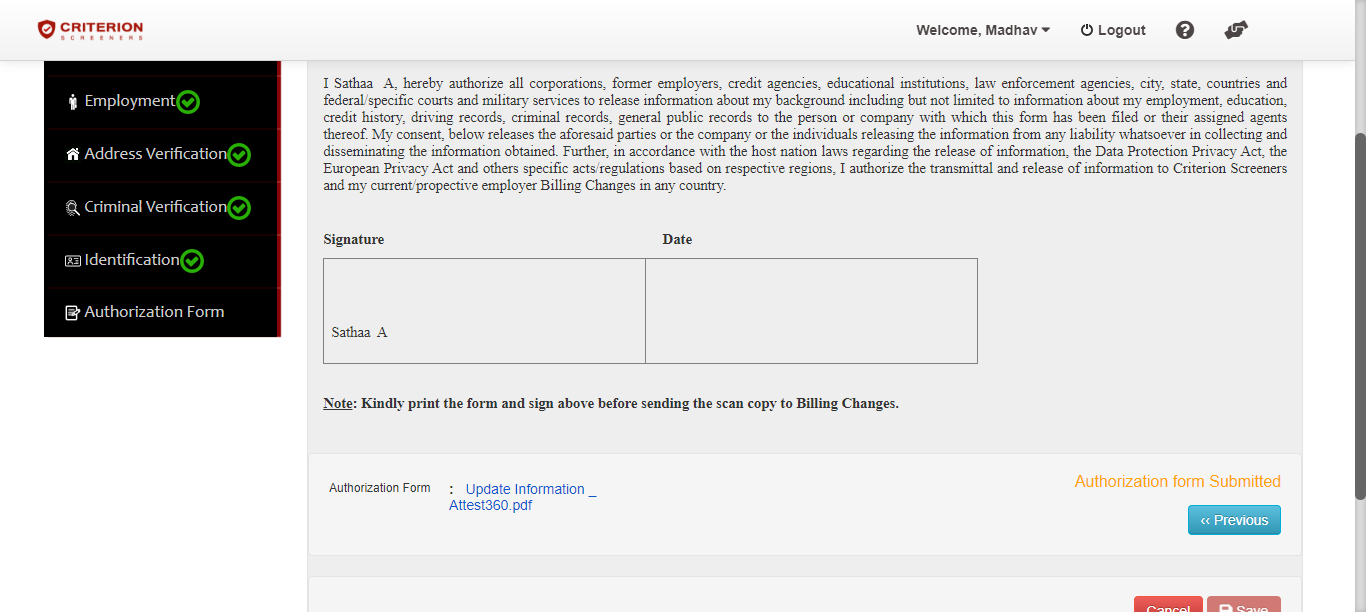 CRITERION
SCREENERS
Welcome, Madhav
Logout
Employment
Address Verification
Criminal Verification
Identification
Authorization Form
I Sathaa A, hereby authorize all corporations, former employers, credit agencies, educational institutions, law enforcement agencies, city, state, countries and
federal/specific courts and military services to release information about my background including but not limited to information about my employment, education,
credit history, driving records, criminal records, general public records to the person or company with which this form has been filed or their assigned agents
thereof. My consent, below releases the aforesaid parties or the company or the individuals releasing the information from any liability whatsoever in collecting and
disseminating the information obtained. Further, in accordance with the host nation laws regarding the release of information, the Data Protection Privacy Act, the
European Privacy Act and others specific acts/regulations based on respective regions, I authorize the transmittal and release of information to Criterion Screeners
and my current/propective employer Billing Changes in any country.
Signature Date
Sathaa A
Note: Kindly print the form and sign above before sending the scan copy to Billing Changes.
Authorization Form : Update Information _
Attest360.pdf
Authorization form Submitted
‹‹ Previous
Cancel Save